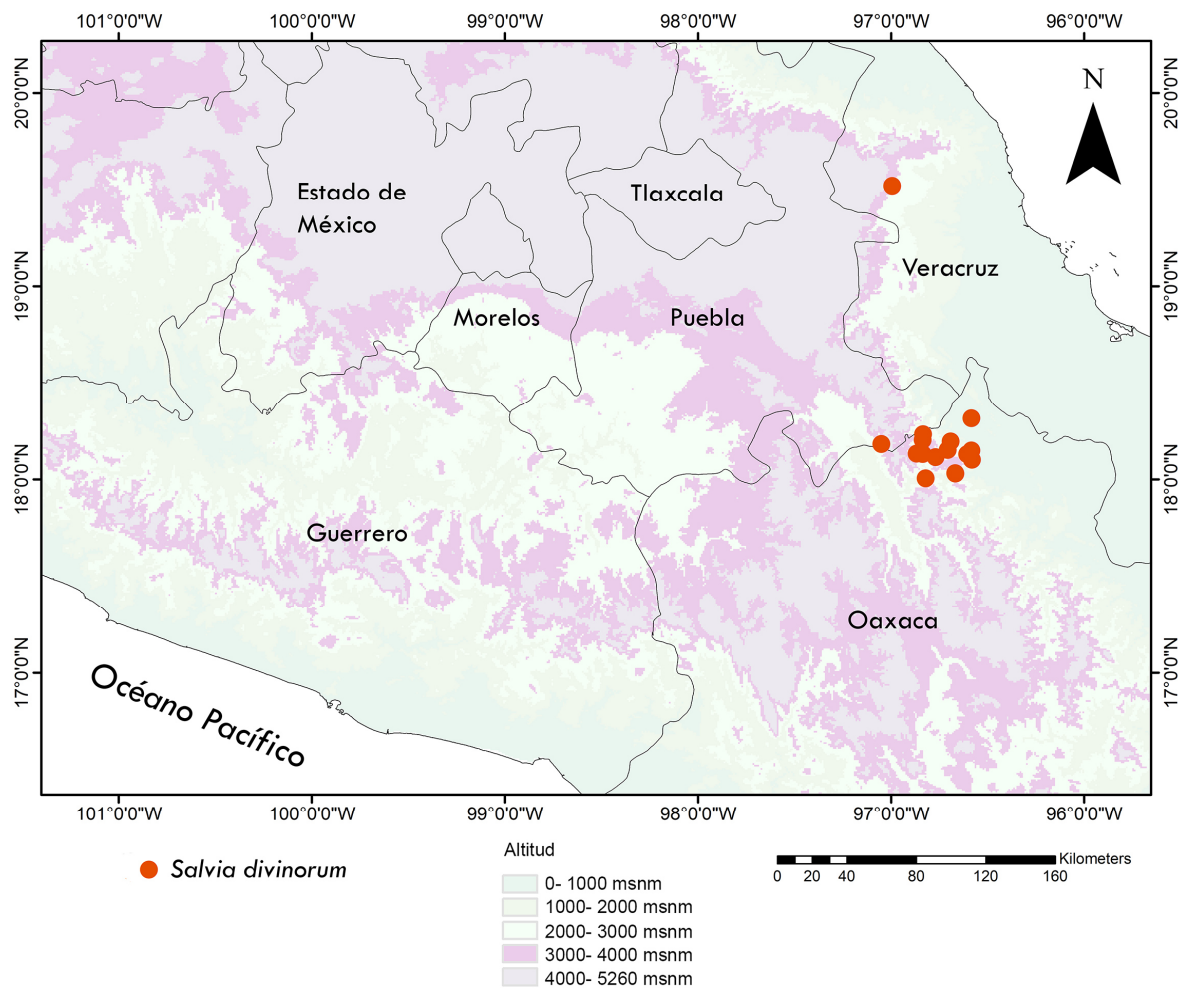 101°0'0"W 100°0'0"W 99°0'0"W 98°0'0"W 97°0'0"W 96°0'0"W
20°0'0"N
20°0'0"N
N
Estado de
México
Tlaxcala
Veracruz
19°0'0"N
19°0'0"N
Morelos
Puebla
18°0'0"N
18°0'0"N
Guerrero
Oaxaca
17°0'0"N
17°0'0"N
Océano Pacífico
101°0'0"W 100°0'0"W 99°0'0"W 98°0'0"W 97°0'0"W 96°0'0"W
Salvia divinorum
Altitud
0- 1000 msnm
1000- 2000 msnm
2000- 3000 msnm
3000- 4000 msnm
4000- 5260 msnm
Kilometers
0 20 40 80 120 160